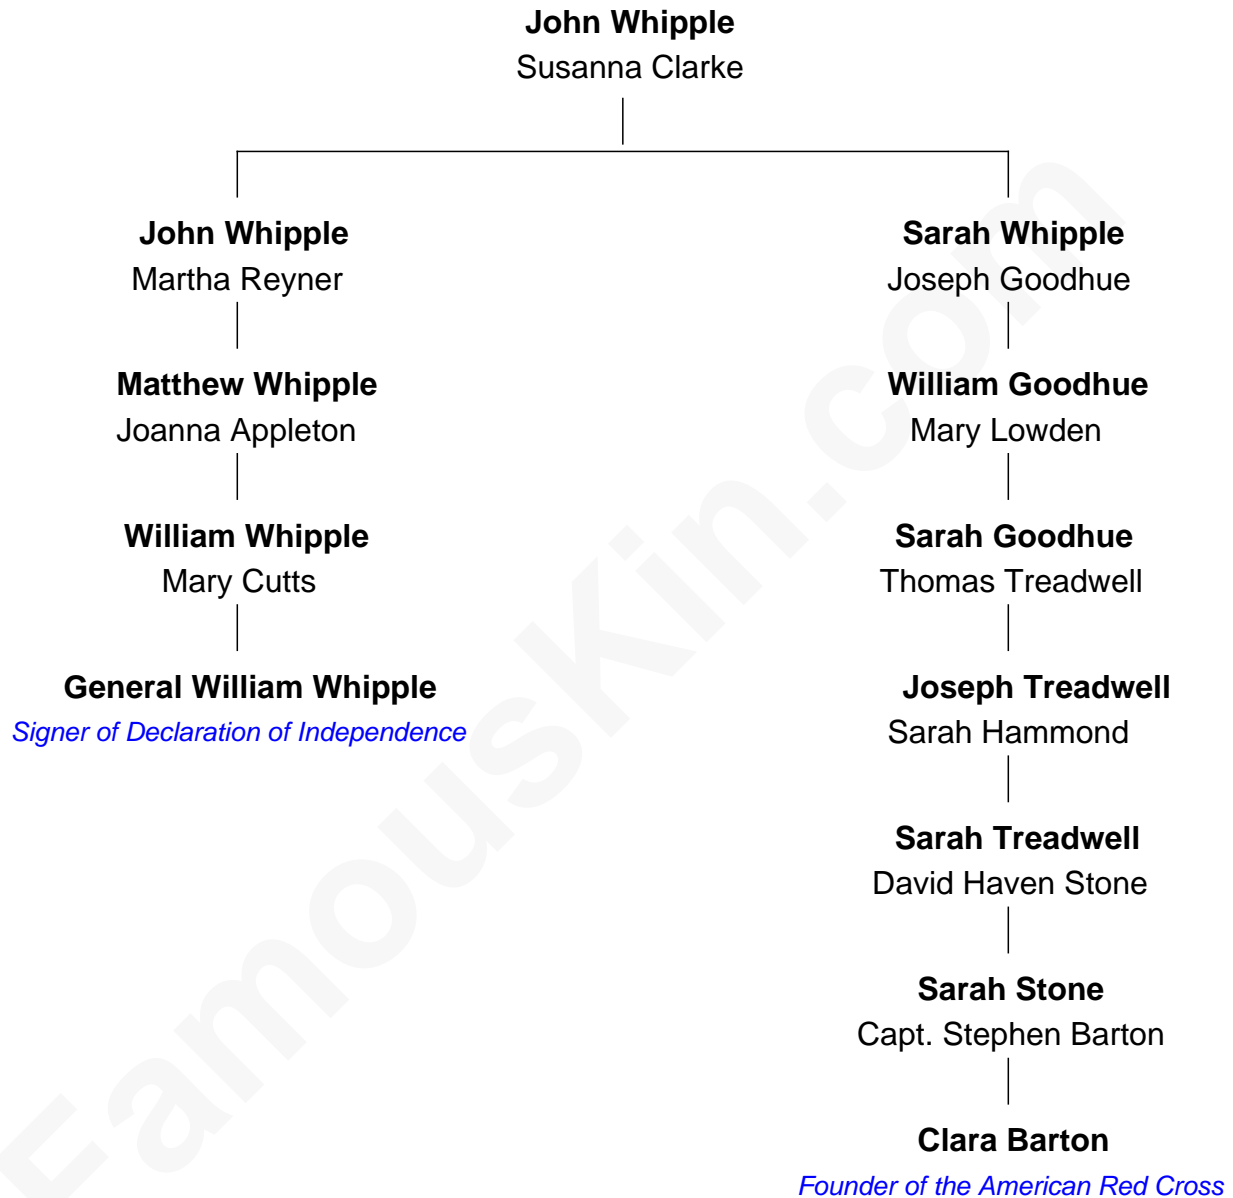 John Whipple
Susanna Clarke
John Whipple
Martha Reyner
Matthew Whipple
Joanna Appleton
William Whipple
Mary Cutts
General William Whipple
Signer of Declaration of Independence
Sarah Whipple
Joseph Goodhue
William Goodhue
Mary Lowden
Sarah Goodhue
Thomas Treadwell
Joseph Treadwell
Sarah Hammond
Sarah Treadwell
David Haven Stone
Sarah Stone
Capt. Stephen Barton
Clara Barton
Founder of the American Red Cross
FamousKin.com